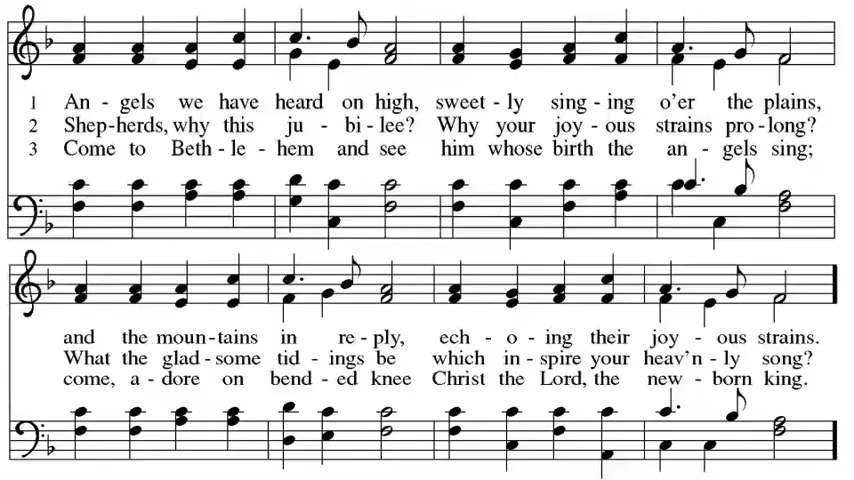 1 An - gels we have heard on high, sweet - ly sing - ing o'er the plains,
2 Shep-herds, why this ju - bi - lee? Why your joy - ous strains pro - long?
3 Come to Beth - le - hem and see him whose birth the an - gels sing;
and the moun - tains in re - ply, ech - o - ing their joy - ous strains.
What the glad - some tid - ings be which in - spire your heav'n - ly song?
come, a - dore on bend - ed knee Christ the Lord, the new - born king.